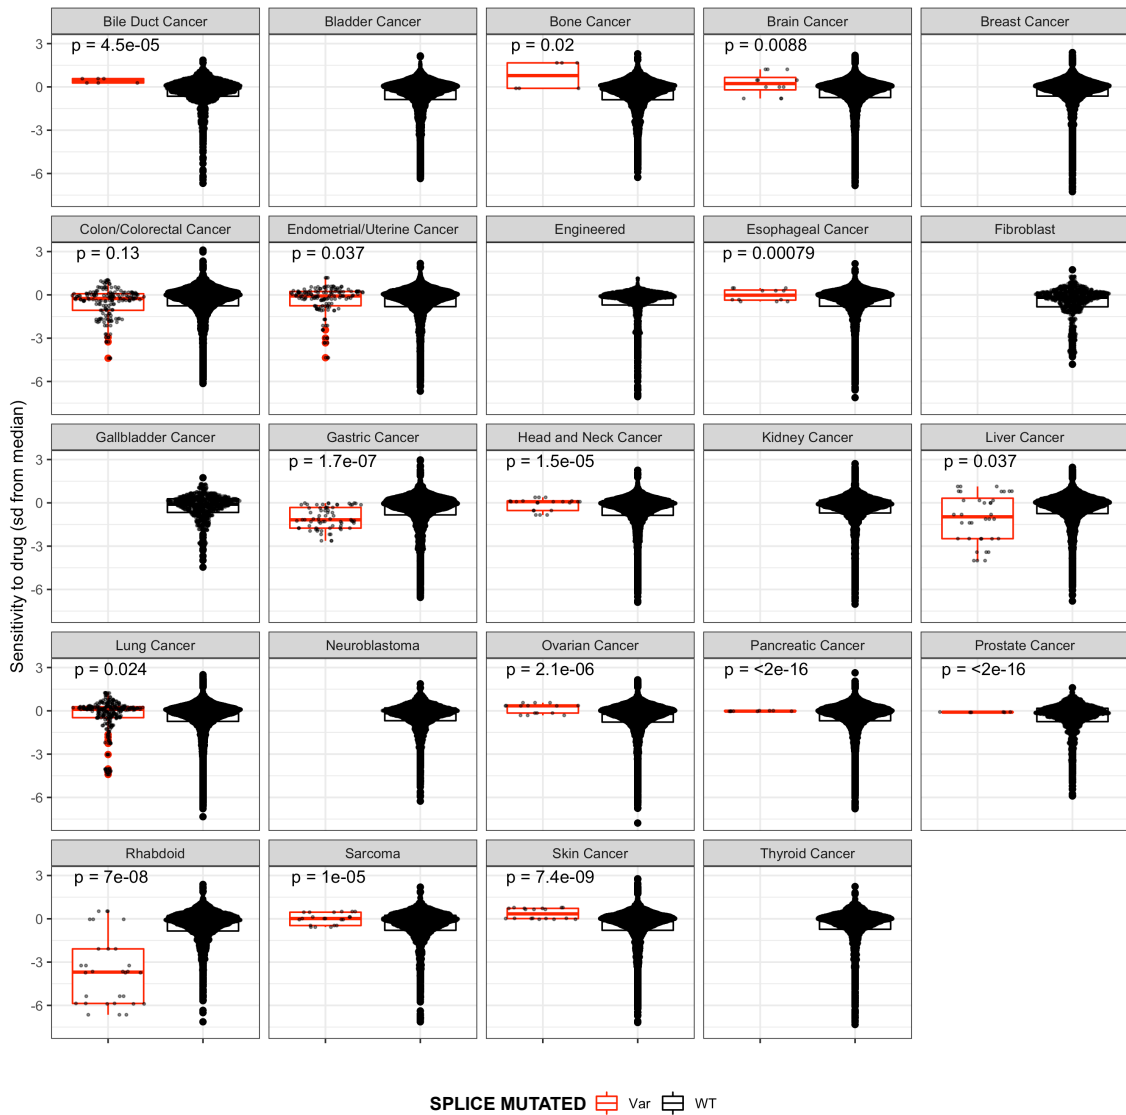 Bile Duct Cancer
Bladder Cancer
Bone Cancer
Brain Cancer
Breast Cancer
p = 4.5e-05
p = 0.02
p = 0.0088
3
0
-3
-6
Colon/Colorectal Cancer
Endometrial/Uterine Cancer
Engineered
Esophageal Cancer
Fibroblast
p = 0.13
p = 0.037
p = 0.00079
3
0
-3
-6
Sensitivity to drug (sd from median)
Gallbladder Cancer
Gastric Cancer
Head and Neck Cancer
Kidney Cancer
Liver Cancer
p = 1.7e-07
p = 1.5e-05
p = 0.037
3
0
-3
-6
Lung Cancer
Neuroblastoma
Ovarian Cancer
Pancreatic Cancer
Prostate Cancer
p = 0.024
p = 2.1e-06
p = <2e-16
p = <2e-16
3
0
-3
-6
Rhabdoid
Sarcoma
Skin Cancer
Thyroid Cancer
p = 7e-08
p = 1e-05
p = 7.4e-09
3
0
-3
-6
SPLICE MUTATED Var WT